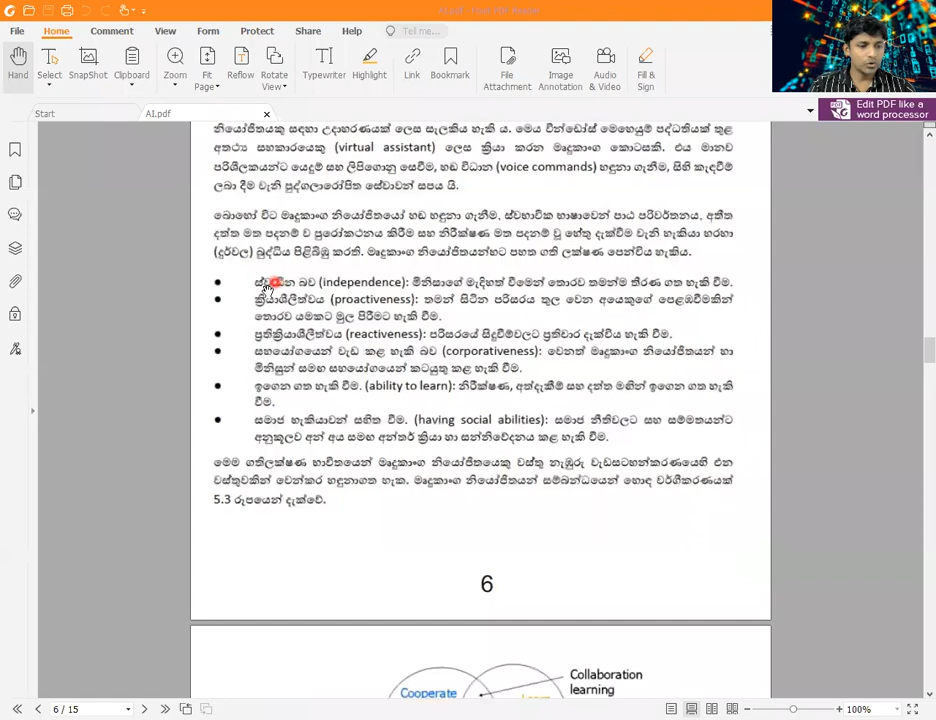 File Home Comment View Form Protect Share Help Tell me...
Hand Select SnapShot Clipboard Zoom Fit Page Reflow Rotate View Typewriter Highlight Link Bookmark File Attachment Image Annotation Audio & Video Fill & Sign
Start AI.pdf Edit PDF like a word processor
නියෝජිතයකු සඳහා උදාහරණයක් ලෙස සැලකිය හැකි ය. මෙය වින්ඩෝස් මෙහෙයුම් පද්ධතියක් තුළ
අතථ්‍ය සහකාරයෙකු (virtual assistant) ලෙස ක්‍රියා කරන මෘදුකාංග කොටසකි. එය මානව
පරිශීලකයන්ට යෙදුම් සහ ලිපිගොනු සෙවීම, හඬ විධාන (voice commands) හඳුනා ගැනීම, සිහි කැඳවීම්
ලබා දීම වැනි පුද්ගලාරෝපිත සේවාවන් සපය යි.
බොහෝ විට මෘදුකාංග නියෝජිතයෝ හඬ හඳුනා ගැනීම, ස්වභාවික භාෂාවෙන් පාඨ පරිවර්තනය, අතීත
දත්ත මත පදනම් ව පුරෝකථනය කිරීම සහ නිරීක්ෂණ මත පදනම් වූ හේතු දැක්වීම වැනි හැකියා හරහා
(දුර්වල) බුද්ධිය පිළිබිඹු කරති. මෘදුකාංග නියෝජිතයන්හට පහත ගති ලක්ෂණ පෙන්විය හැකිය.
● ස්වාධීන බව (independence): මිනිසාගේ මැදිහත් වීමෙන් තොරව තමන්ම තීරණ ගත හැකි වීම.
● ක්‍රියාශීලීත්වය (proactiveness): තමන් සිටින පරිසරය තුල වෙන අයෙකුගේ පෙළඹවීමකින්
තොරව යමකට මුල පිරීමට හැකි වීම.
● ප්‍රතික්‍රියාශීලීත්වය (reactiveness): පරිසරයේ සිදුවීම්වලට ප්‍රතිචාර දැක්විය හැකි වීම.
● සහයෝගයෙන් වැඩ කළ හැකි බව (corporativeness): වෙනත් මෘදුකාංග නියෝජිතයන් හා
මිනිසුන් සමඟ සහයෝගයෙන් කටයුතු කළ හැකි වීම.
● ඉගෙන ගත හැකි වීම. (ability to learn): නිරීක්ෂණ, අත්දැකීම් සහ දත්ත මඟින් ඉගෙන ගත හැකි
වීම.
● සමාජ හැකියාවන් සහිත වීම. (having social abilities): සමාජ නීතිවලට සහ සම්මතයන්ට
අනුකූලව අන් අය සමඟ අන්තර් ක්‍රියා හා සන්නිවේදනය කළ හැකි වීම.
මෙම ගතිලක්ෂණ භාවිතයෙන් මෘදුකාංග නියෝජිතයෙකු වස්තු නැඹුරු වැඩසටහන්කරණයෙහි එන
වස්තුවකින් වෙන්කර හඳුනාගත හැක. මෘදුකාංග නියෝජිතයන් සම්බන්ධයෙන් හොඳ වර්ගීකරණයක්
5.3 රූපයෙන් දැක්වේ.
6
Collaboration
learning
Cooperate
6 / 15 100%